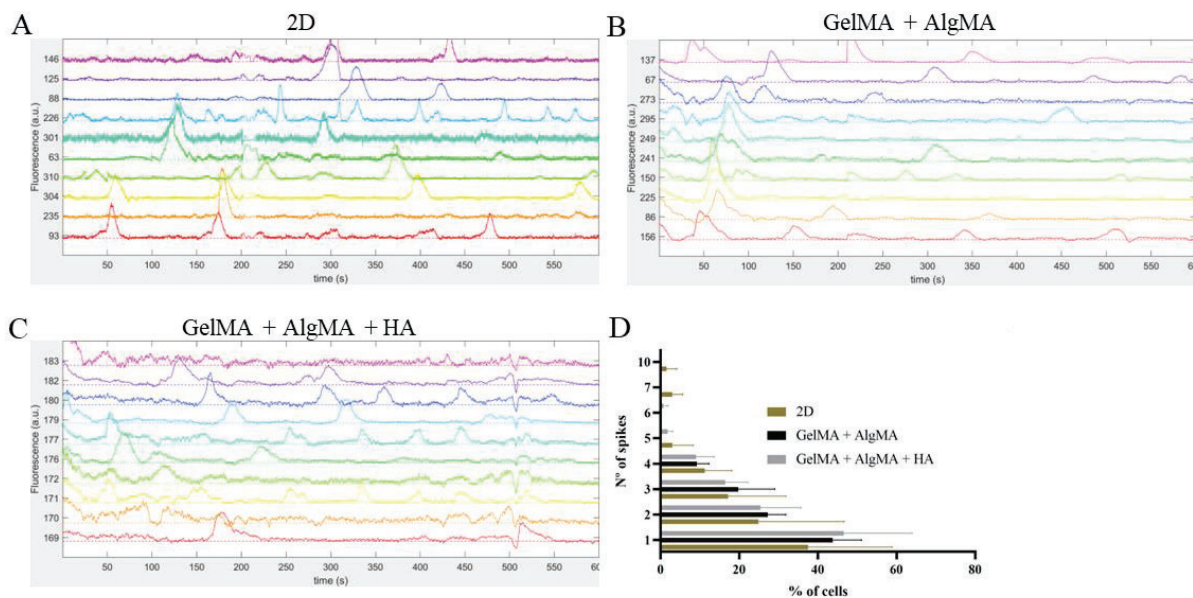 A
2D
Fluorescence (a.u.)
146
125
88
226
301
63
310
304
235
93
50 100 150 200 250 300 350 400 450 500 550
time (s)
B
GelMA + AlgMA
Fluorescence (a.u.)
137
67
273
295
249
241
150
225
86
156
50 100 150 200 250 300 350 400 450 500 550
time (s)
C
GelMA + AlgMA + HA
Fluorescence (a.u.)
183
182
180
179
177
176
172
171
170
169
50 100 150 200 250 300 350 400 450 500 550 600
time (s)
D
Nº of spikes
10
7
6
5
4
3
2
1
2D
GelMA + AlgMA
GelMA + AlgMA + HA
0 20 40 60 80
% of cells